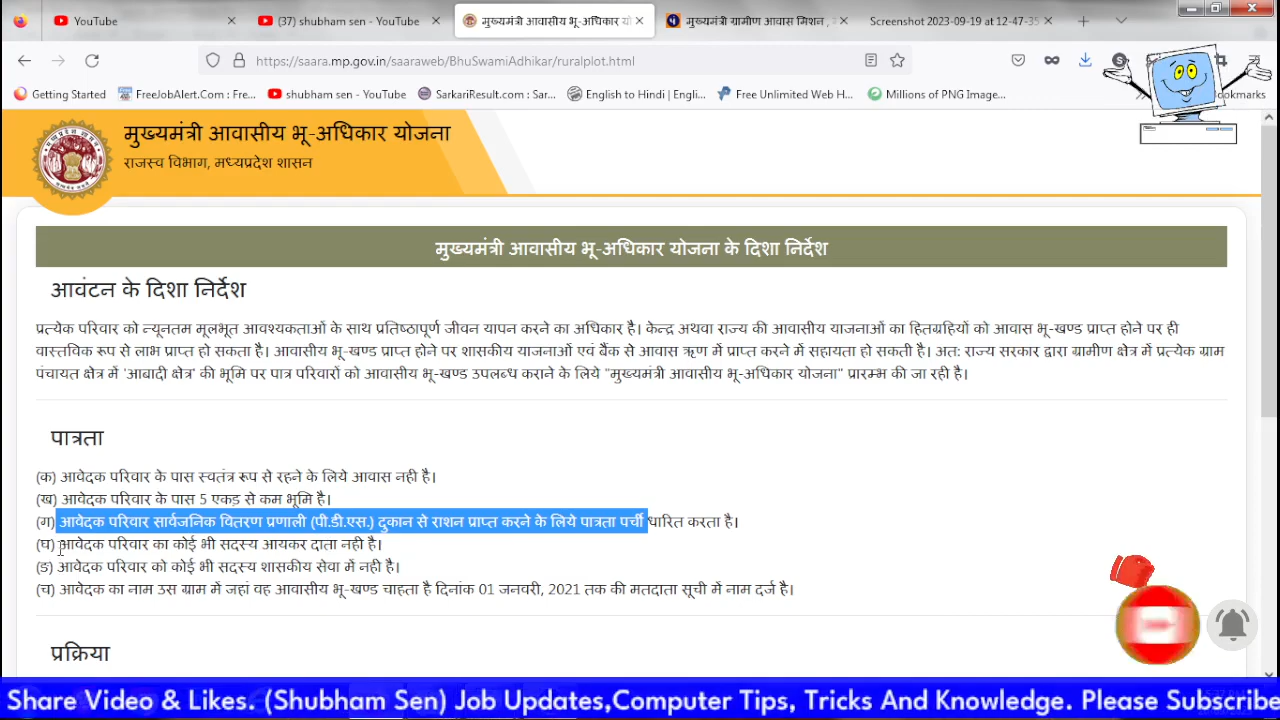 YouTube
(37) shubham sen - YouTube
मुख्यमंत्री आवासीय भू-अधिकार
मुख्यमंत्री ग्रामीण आवास मिशन ,
Screenshot 2023-09-19 at 12-47-35
https://saara.mp.gov.in/saaraweb/BhuSwamiAdhikar/ruralplot.html
Getting Started
FreeJobAlert.Com : Fre...
shubham sen - YouTube
SarkariResult.com : Sar...
English to Hindi | Engli...
Free Unlimited Web H...
Millions of PNG Image...
मुख्यमंत्री आवासीय भू-अधिकार योजना
राजस्व विभाग, मध्यप्रदेश शासन
मुख्यमंत्री आवासीय भू-अधिकार योजना के दिशा निर्देश
आवंटन के दिशा निर्देश
प्रत्येक परिवार को न्यूनतम मूलभूत आवश्यकताओं के साथ प्रतिष्ठापूर्ण जीवन यापन करने का अधिकार है। केन्द्र अथवा राज्य की आवासीय याजनाओं का हितग्रहियों को आवास भू-खण्ड प्राप्त होने पर ही
वास्तविक रूप से लाभ प्राप्त हो सकता है। आवासीय भू-खण्ड प्राप्त होने पर शासकीय याजनाओं एवं बैंक से आवास ऋण में प्राप्त करने में सहायता हो सकती है। अत: राज्य सरकार द्वारा ग्रामीण क्षेत्र में प्रत्येक ग्राम
पंचायत क्षेत्र में 'आबादी क्षेत्र' की भूमि पर पात्र परिवारों को आवासीय भू-खण्ड उपलब्ध कराने के लिये "मुख्यमंत्री आवासीय भू-अधिकार योजना" प्रारम्भ की जा रही है।
पात्रता
(क) आवेदक परिवार के पास स्वतंत्र रूप से रहने के लिये आवास नही है।
(ख) आवेदक परिवार के पास 5 एकड़ से कम भूमि है।
(ग) आवेदक परिवार सार्वजनिक वितरण प्रणाली (पी.डी.एस.) दुकान से राशन प्राप्त करने के लिये पात्रता पर्ची धारित करता है।
(घ) आवेदक परिवार का कोई भी सदस्य आयकर दाता नही है।
(ड) आवेदक परिवार को कोई भी सदस्य शासकीय सेवा में नही है।
(च) आवेदक का नाम उस ग्राम में जहां वह आवासीय भू-खण्ड चाहता है दिनांक 01 जनवरी, 2021 तक की मतदाता सूची में नाम दर्ज है।
प्रक्रिया
Share Video & Likes. (Shubham Sen) Job Updates,Computer Tips, Tricks And Knowledge. Please Subscribe